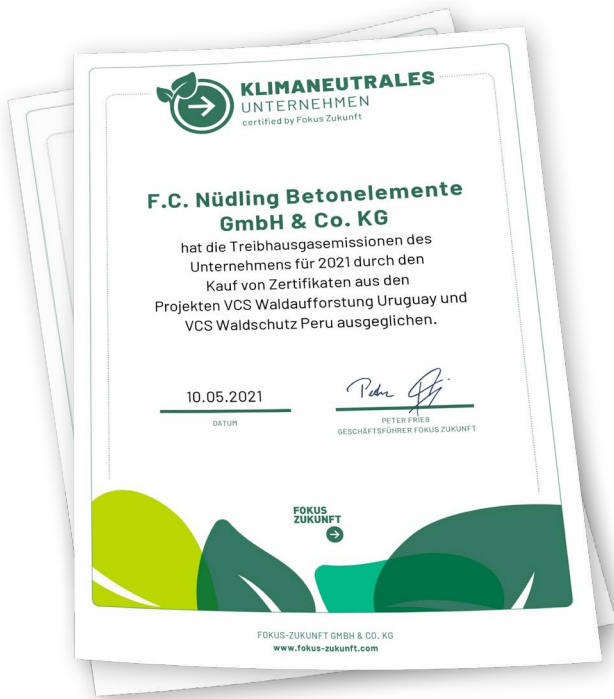 KLIMANEUTRALES
UNTERNEHMEN
certified by Fokus Zukunft
F.C. Nüdling Betonelemente
GmbH & Co. KG
hat die Treibhausgasemissionen des
Unternehmens für 2021 durch den
Kauf von Zertifikaten aus den
Projekten VCS Waldaufforstung Uruguay und
VCS Waldschutz Peru ausgeglichen.
10.05.2021
DATUM
PETER FRIEB
GESCHÄFTSFÜHRER FOKUS ZUKUNFT
FOKUS
ZUKUNFT
FOKUS-ZUKUNFT GMBH & CO. KG
www.fokus-zukunft.com